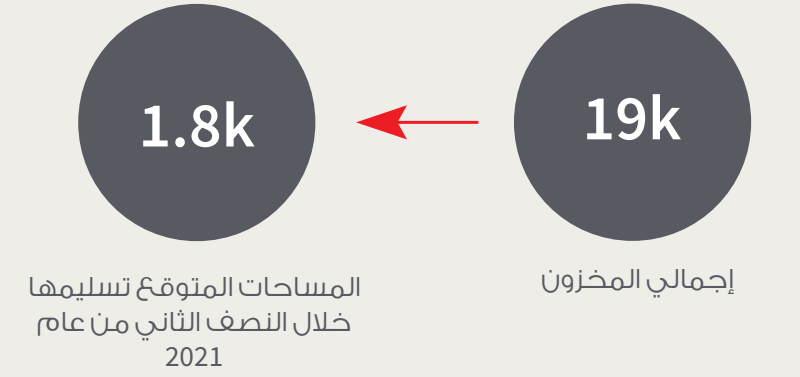 19k
إجمالي المخزون
1.8k
المساحات المتوقع تسليمها
خلال النصف الثاني من عام
2021